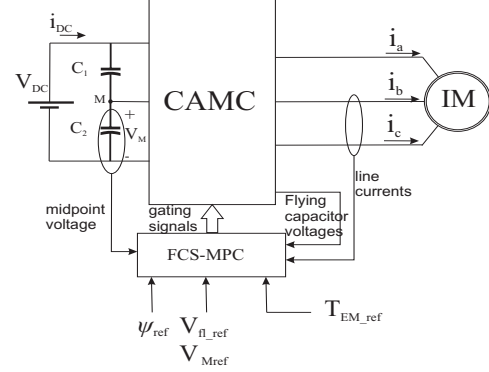 i_DC
i_a
C_1
V_DC
M
CAMC
i_b
IM
C_2
+
V_M
-
i_c
midpoint
voltage
gating
signals
Flying
capacitor
voltages
line
currents
FCS-MPC
ψ_ref
V_fl_ref
V_Mref
T_EM_ref